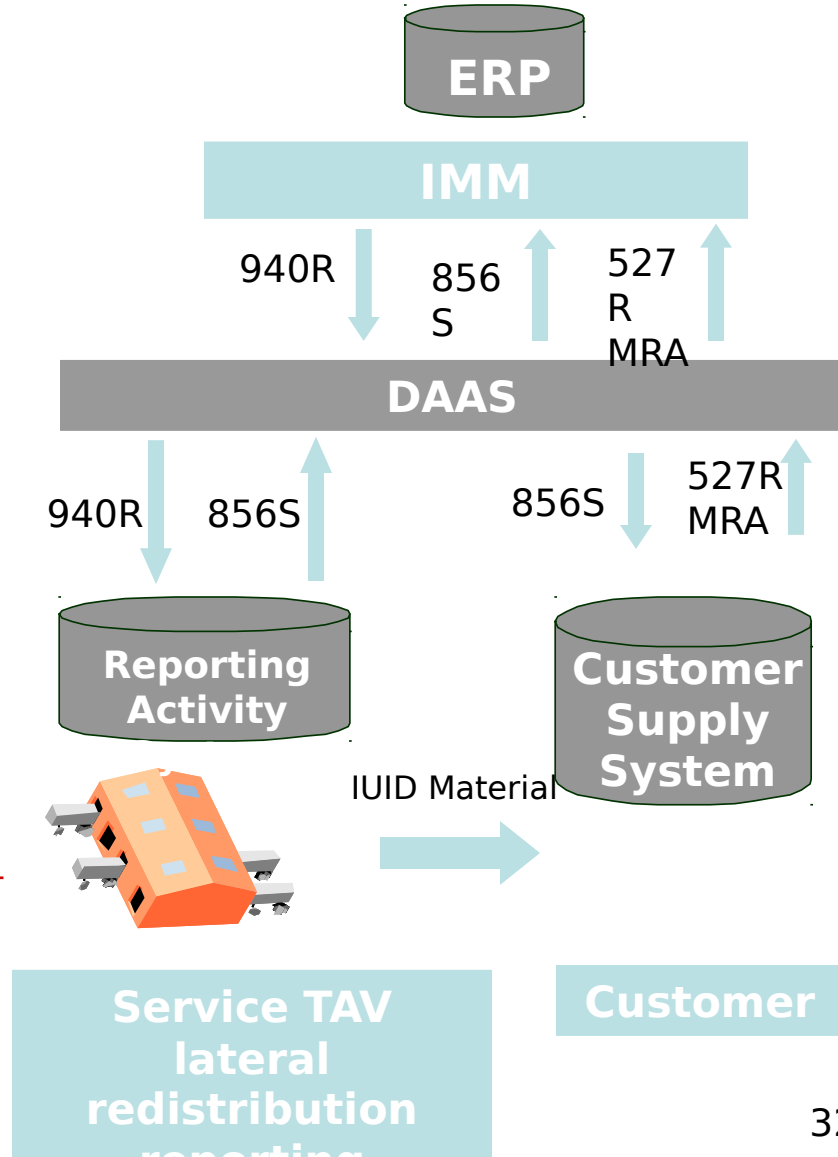 ERP
IMM
940R
856
S
527
R
MRA
DAAS
940R
856S
856S
527R
MRA
Reporting
Activity
Customer
Supply
System
IUID Material
Service TAV
lateral
redistribution
reporting
Customer